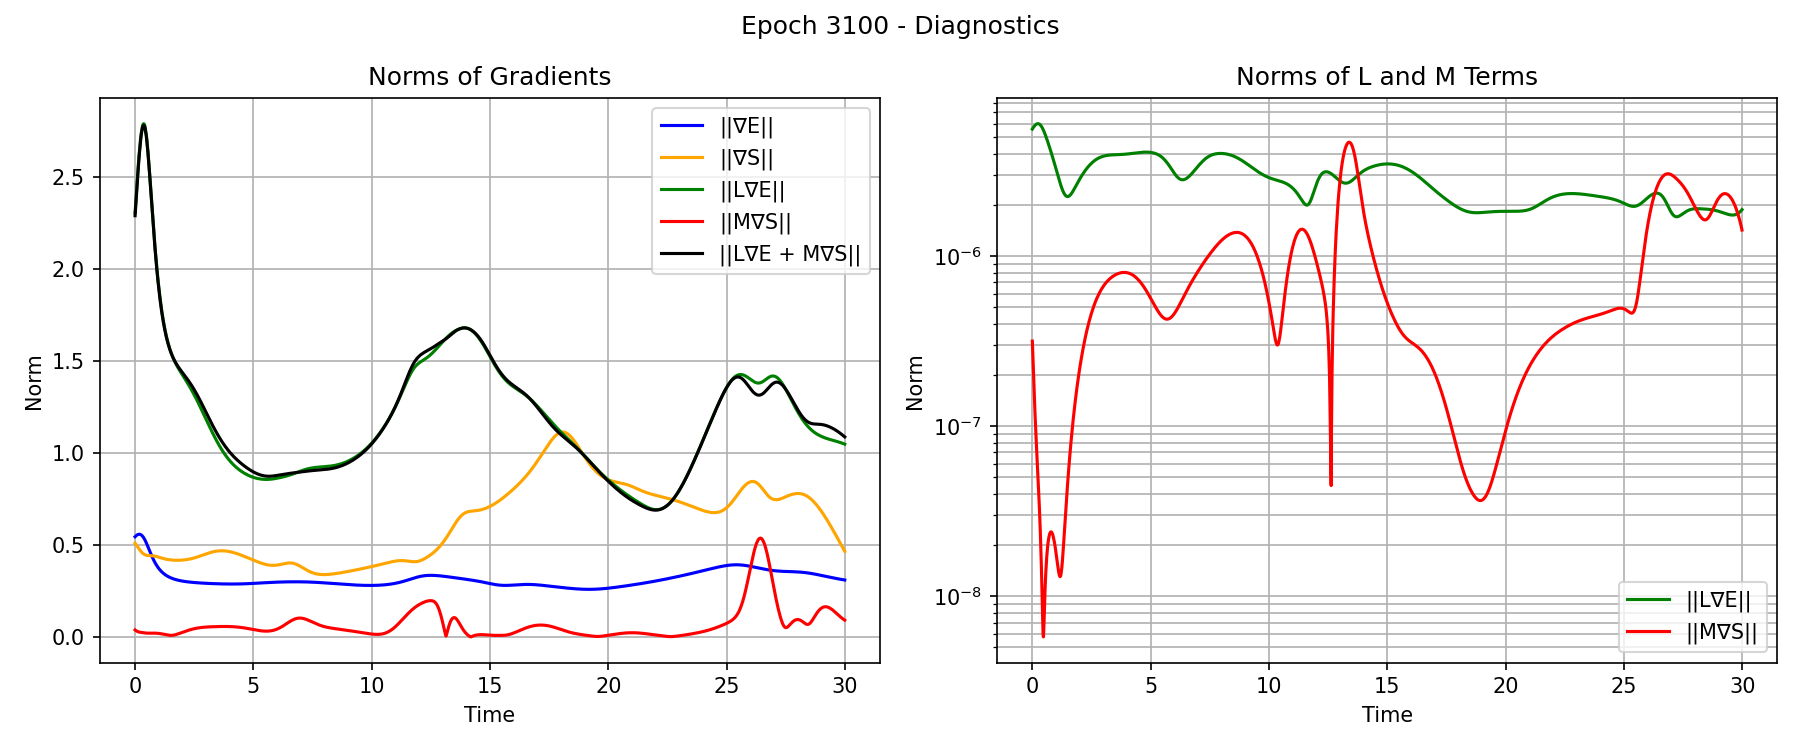 Epoch 3100 - Diagnostics
Norms of Gradients
Norm
2.5
2.0
1.5
1.0
0.5
0.0
0 5 10 15 20 25 30
Time
||∇E||
||∇S||
||L∇E||
||M∇S||
||L∇E + M∇S||
Norms of L and M Terms
Norm
10⁻⁶
10⁻⁷
10⁻⁸
0 5 10 15 20 25 30
Time
||L∇E||
||M∇S||